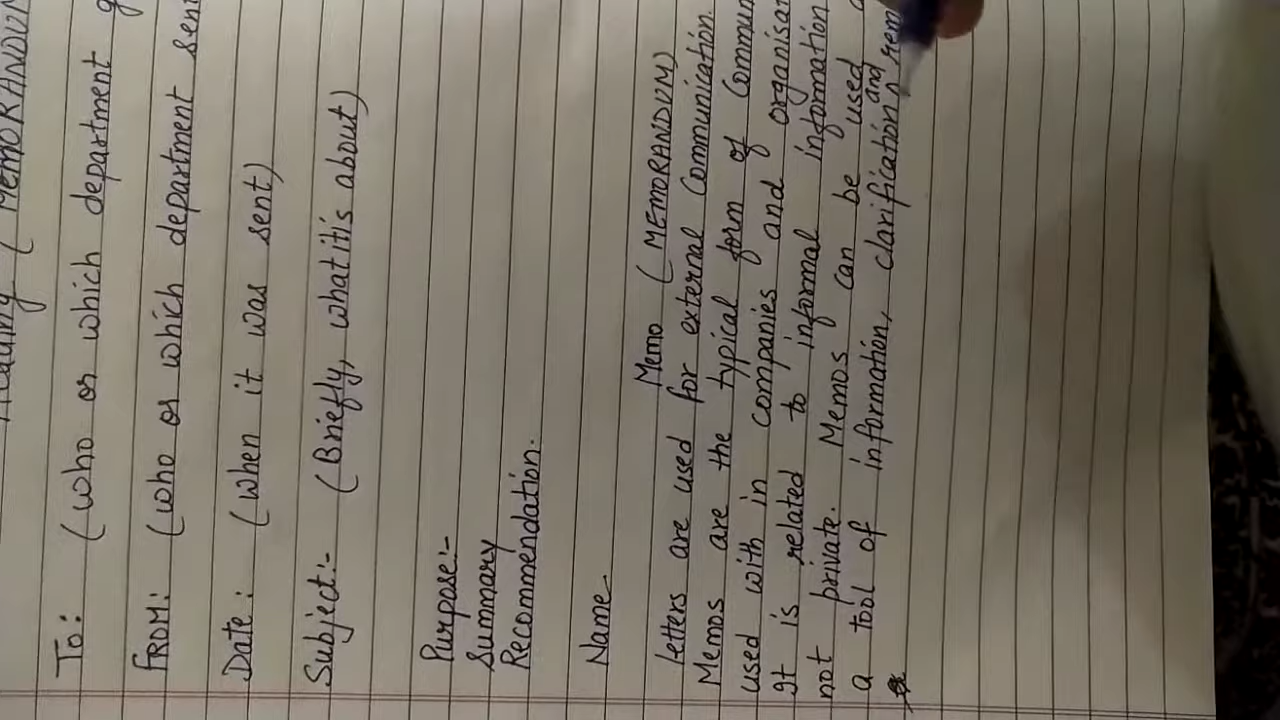 (MEMORANDUM
To: (who or which department
FROM: (who or which department sent
Date: (when it was sent)
Subject:- (Briefly, what it is about)
Purpose:-
Summary
Recommendation.
Name
Memo (MEMORANDUM)
letters are used for external Communication.
Memos are the typical form of Commun
used with in companies and organisa
It is related to informal information
not private. Memos can be used a
a tool of information, clarification and rem